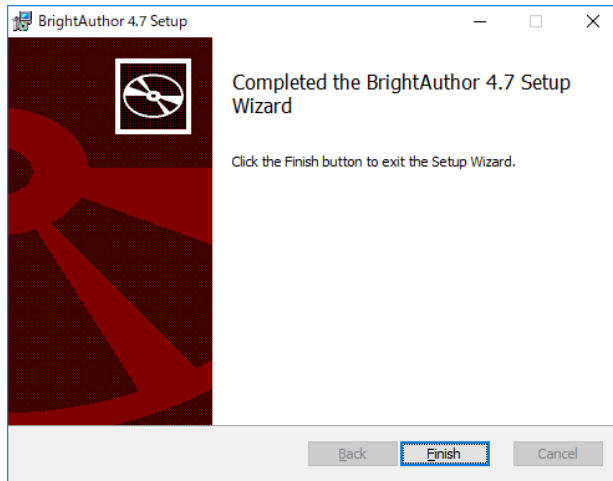 BrightAuthor 4.7 Setup
Completed the BrightAuthor 4.7 Setup
Wizard
Click the Finish button to exit the Setup Wizard.
Back
Finish
Cancel